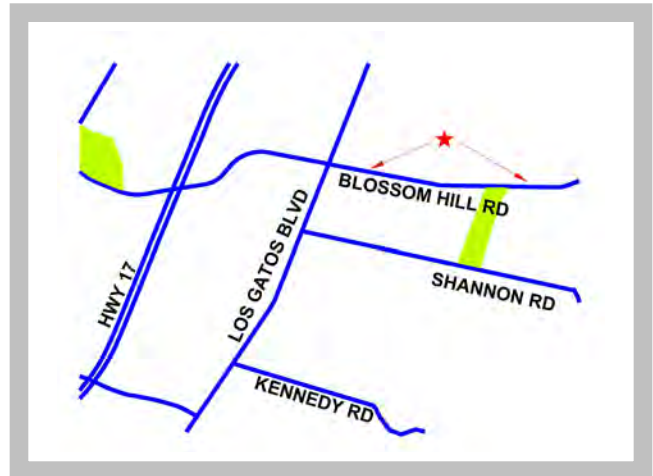 BLOSSOM HILL RD
HWY 17
LOS GATOS BLVD
SHANNON RD
KENNEDY RD